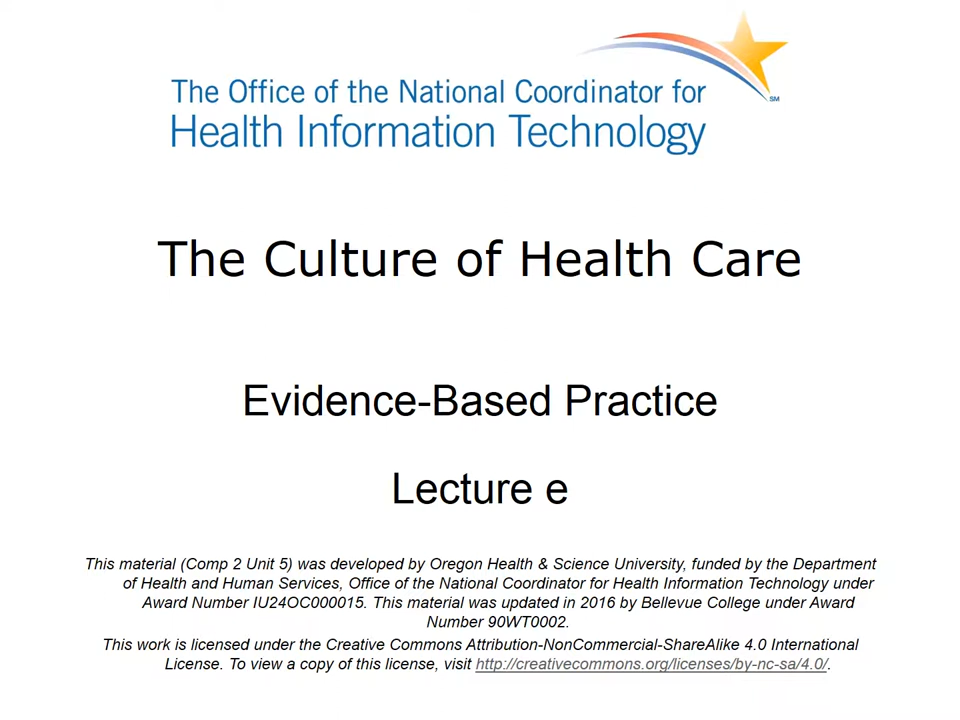 The Office of the National Coordinator for
Health Information Technology
SM
The Culture of Health Care
Evidence-Based Practice
Lecture e
This material (Comp 2 Unit 5) was developed by Oregon Health & Science University, funded by the Department
of Health and Human Services, Office of the National Coordinator for Health Information Technology under
Award Number IU24OC000015. This material was updated in 2016 by Bellevue College under Award
Number 90WT0002.
This work is licensed under the Creative Commons Attribution-NonCommercial-ShareAlike 4.0 International
License. To view a copy of this license, visit http://creativecommons.org/licenses/by-nc-sa/4.0/.